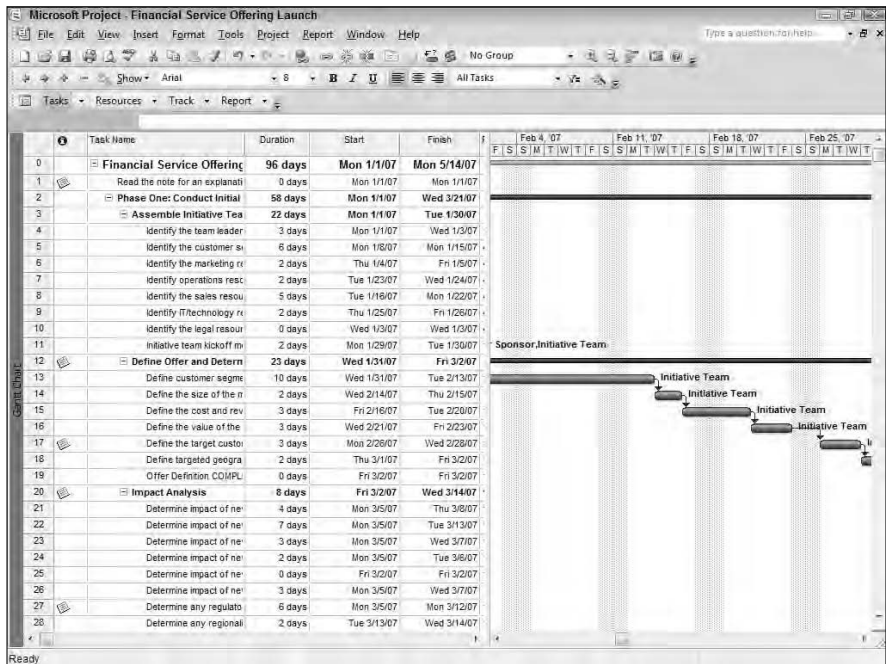 Microsoft Project - Financial Service Offering Launch
File Edit View Insert Format Tools Project Report Window Help Type a question for help
No Group
Show Arial 8 B I U All Tasks
Tasks Resources Track Report
Task Name Duration Start Finish Feb 4, '07 Feb 11, '07 Feb 18, '07 Feb 25, '07
F S S M T W T F S S M T W T F S S M T W T F S S M T W T
0 Financial Service Offering 96 days Mon 1/1/07 Mon 5/14/07
1 Read the note for an explanati 0 days Mon 1/1/07 Mon 1/1/07
2 Phase One: Conduct Initial 58 days Mon 1/1/07 Wed 3/21/07
3 Assemble Initiative Tea 22 days Mon 1/1/07 Tue 1/30/07
4 Identify the team leader 3 days Mon 1/1/07 Wed 1/3/07
5 Identify the customer se 6 days Mon 1/8/07 Mon 1/15/07
6 Identify the marketing re 2 days Thu 1/4/07 Fri 1/5/07
7 Identify operations resc 2 days Tue 1/23/07 Wed 1/24/07
8 Identify the sales resou 5 days Tue 1/16/07 Mon 1/22/07
9 Identify IT/technology re 2 days Thu 1/25/07 Fri 1/26/07
10 Identify the legal resour 0 days Wed 1/3/07 Wed 1/3/07
11 Initiative team kickoff m 2 days Mon 1/29/07 Tue 1/30/07 Sponsor,Initiative Team
12 Define Offer and Determ 23 days Wed 1/31/07 Fri 3/2/07
13 Define customer segme 10 days Wed 1/31/07 Tue 2/13/07 Initiative Team
14 Define the size of the m 2 days Wed 2/14/07 Thu 2/15/07 Initiative Team
15 Define the cost and rev 3 days Fri 2/16/07 Tue 2/20/07 Initiative Team
16 Define the value of the 3 days Wed 2/21/07 Fri 2/23/07 Initiative Team
17 Define the target custo 3 days Mon 2/26/07 Wed 2/28/07
18 Define targeted geogra 2 days Thu 3/1/07 Fri 3/2/07
19 Offer Definition COMPL 0 days Fri 3/2/07 Fri 3/2/07
20 Impact Analysis 8 days Fri 3/2/07 Wed 3/14/07
21 Determine impact of ne 4 days Mon 3/5/07 Thu 3/8/07
22 Determine impact of ne 7 days Mon 3/5/07 Tue 3/13/07
23 Determine impact of ne 3 days Mon 3/5/07 Wed 3/7/07
24 Determine impact of ne 2 days Mon 3/5/07 Tue 3/6/07
25 Determine impact of ne 0 days Fri 3/2/07 Fri 3/2/07
26 Determine impact of ne 3 days Mon 3/5/07 Wed 3/7/07
27 Determine any regulato 6 days Mon 3/5/07 Mon 3/12/07
28 Determine any regionali 2 days Tue 3/13/07 Wed 3/14/07
Gantt Chart
Ready